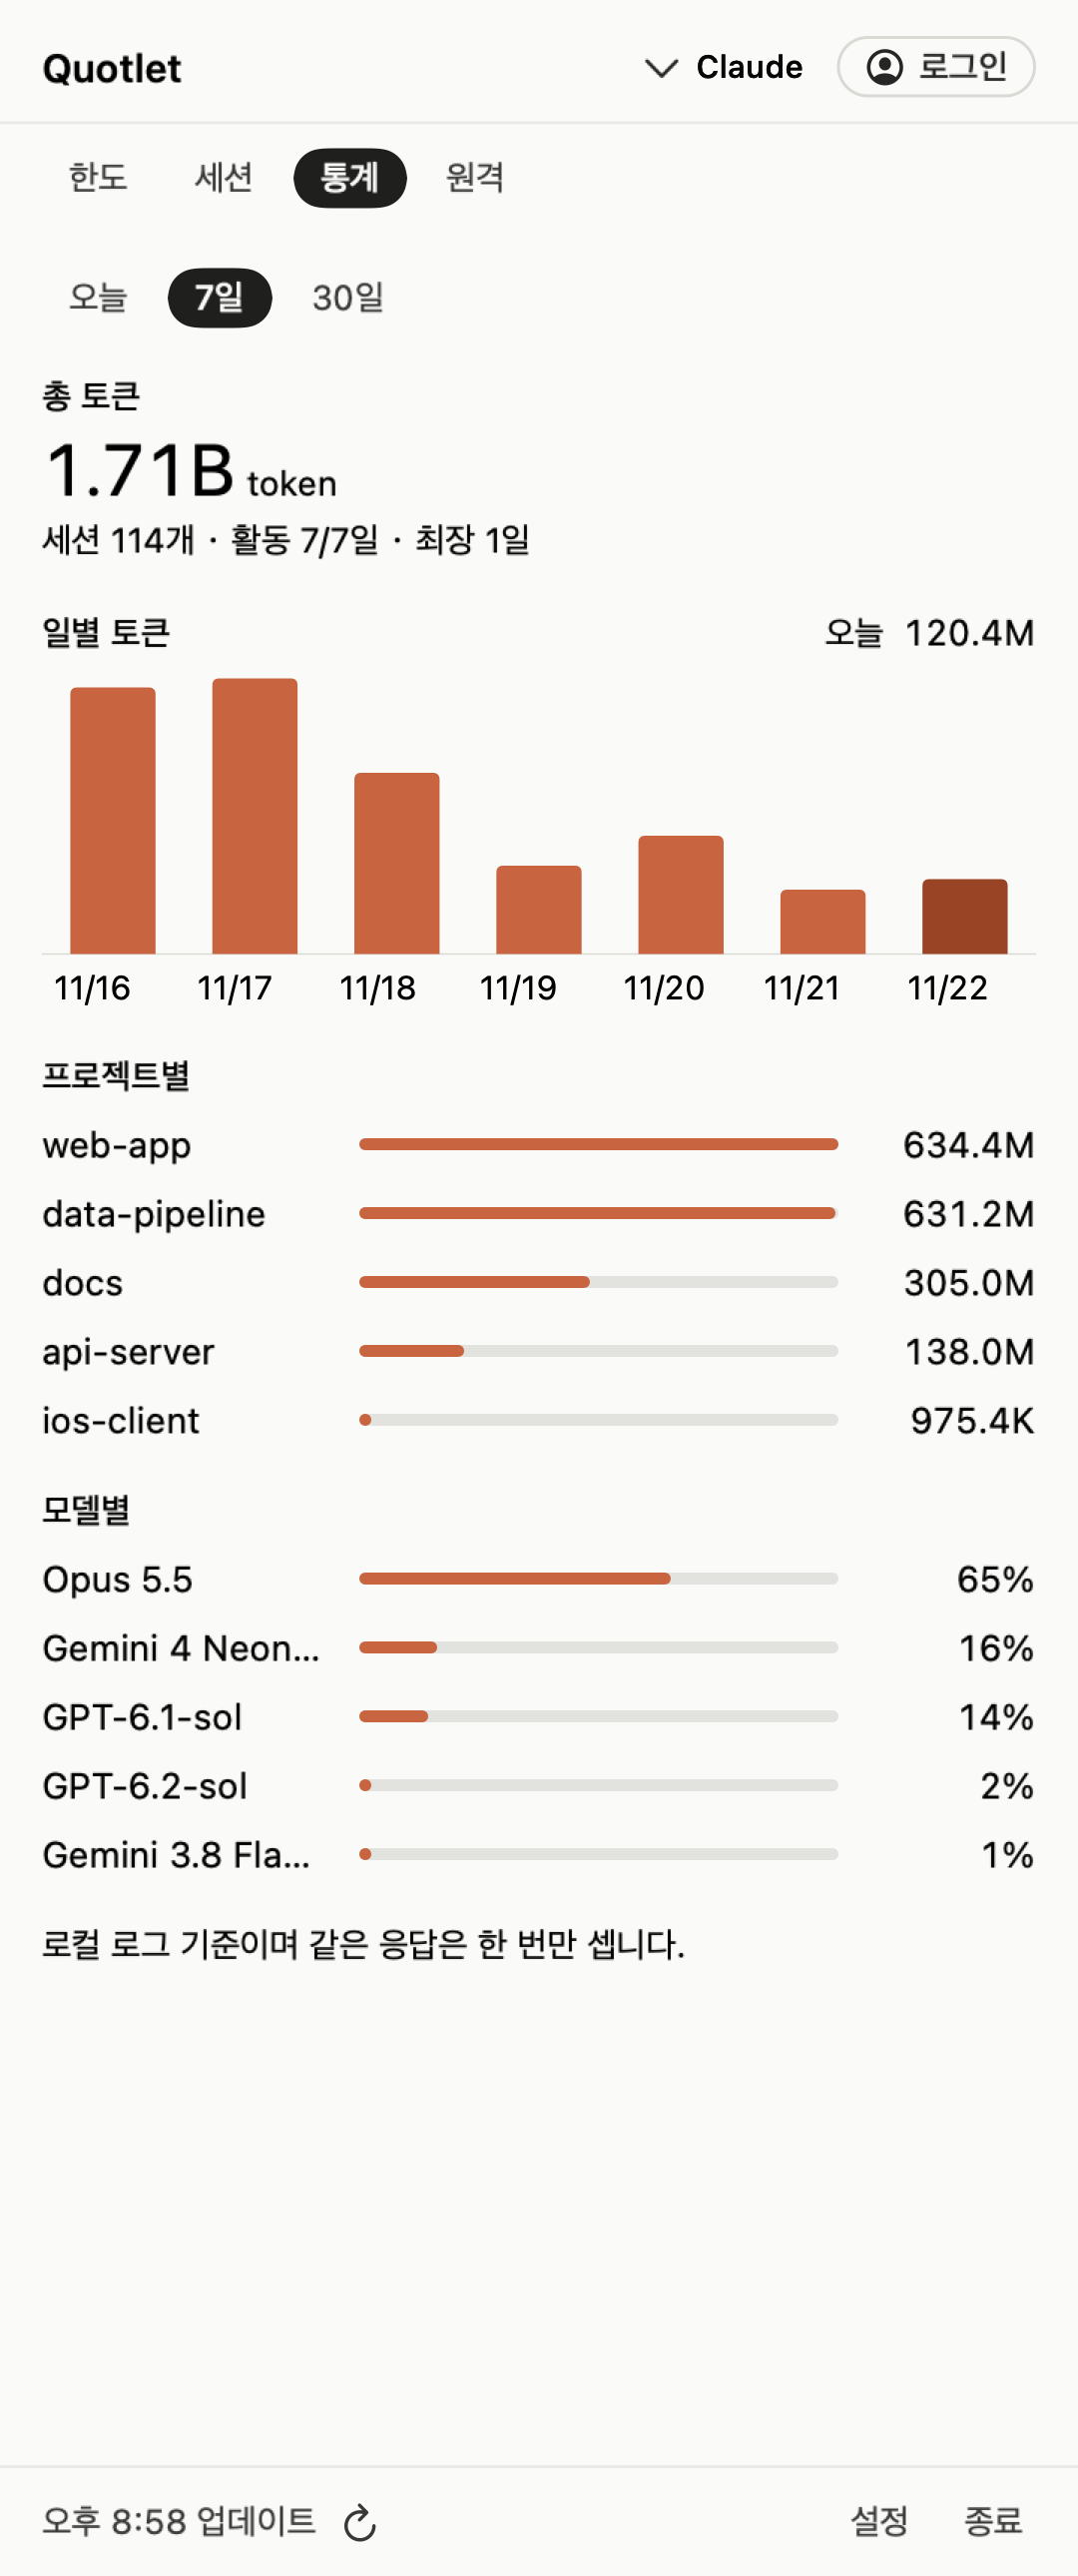 Quotlet
Claude
로그인
한도 세션 통계 원격
오늘 7일 30일
총 토큰
1.71B token
세션 114개 · 활동 7/7일 · 최장 1일
일별 토큰 오늘 120.4M
11/16 11/17 11/18 11/19 11/20 11/21 11/22
프로젝트별
web-app 634.4M
data-pipeline 631.2M
docs 305.0M
api-server 138.0M
ios-client 975.4K
모델별
Opus 5.5 65%
Gemini 4 Neon... 16%
GPT-6.1-sol 14%
GPT-6.2-sol 2%
Gemini 3.8 Fla... 1%
로컬 로그 기준이며 같은 응답은 한 번만 셉니다.
오후 8:58 업데이트 설정 종료